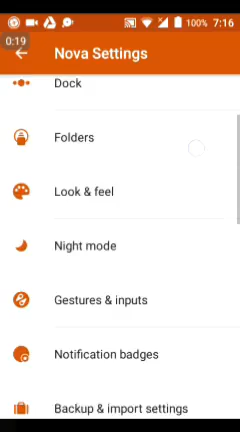 100% 7:16
0:19
Nova Settings
Dock
Folders
Look & feel
Night mode
Gestures & inputs
Notification badges
Backup & import settings